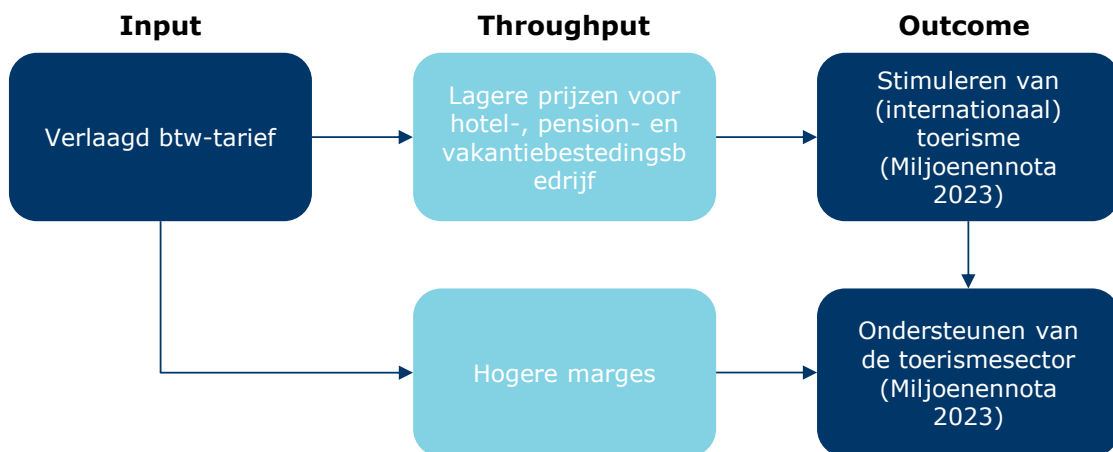 Input
Throughput
Outcome
Verlaagd btw-tarief
Lagere prijzen voor
hotel-, pension- en
vakantiebestedingsb
edrijf
Stimuleren van
(internationaal)
toerisme
(Miljoenennota
2023)
Hogere marges
Ondersteunen van
de toerismesector
(Miljoenennota
2023)